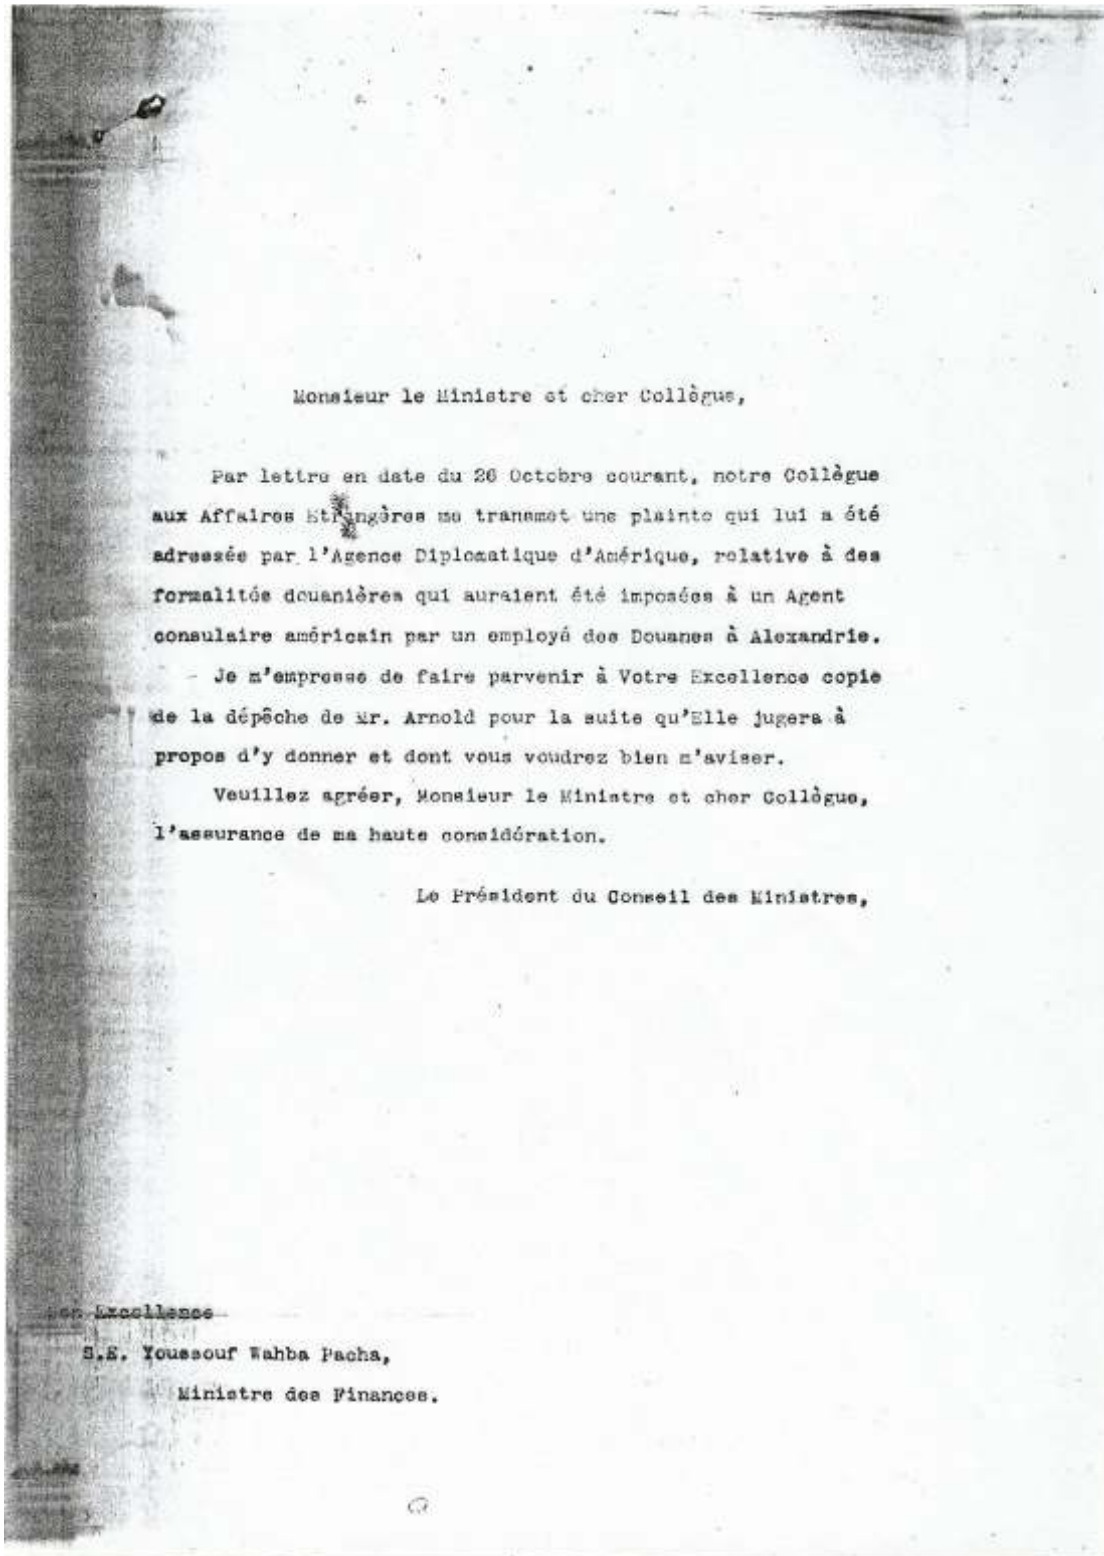 Monsieur le Ministre et cher Collègue,
Par lettre en date du 26 Octobre courant, notre Collègue
aux Affaires Etrangères me transmet une plainte qui lui a été
adressée par l'Agence Diplomatique d'Amérique, relative à des
formalités douanières qui auraient été imposées à un Agent
consulaire américain par un employé des Douanes à Alexandrie.
- Je m'empresse de faire parvenir à Votre Excellence copie
de la dépêche de Mr. Arnold pour la suite qu'Elle jugera à
propos d'y donner et dont vous voudrez bien m'aviser.
Veuillez agréer, Monsieur le Ministre et cher Collègue,
l'assurance de ma haute considération.
Le Président du Conseil des Ministres,
Son Excellence
S.E. Youssouf Wahba Pacha,
Ministre des Finances.